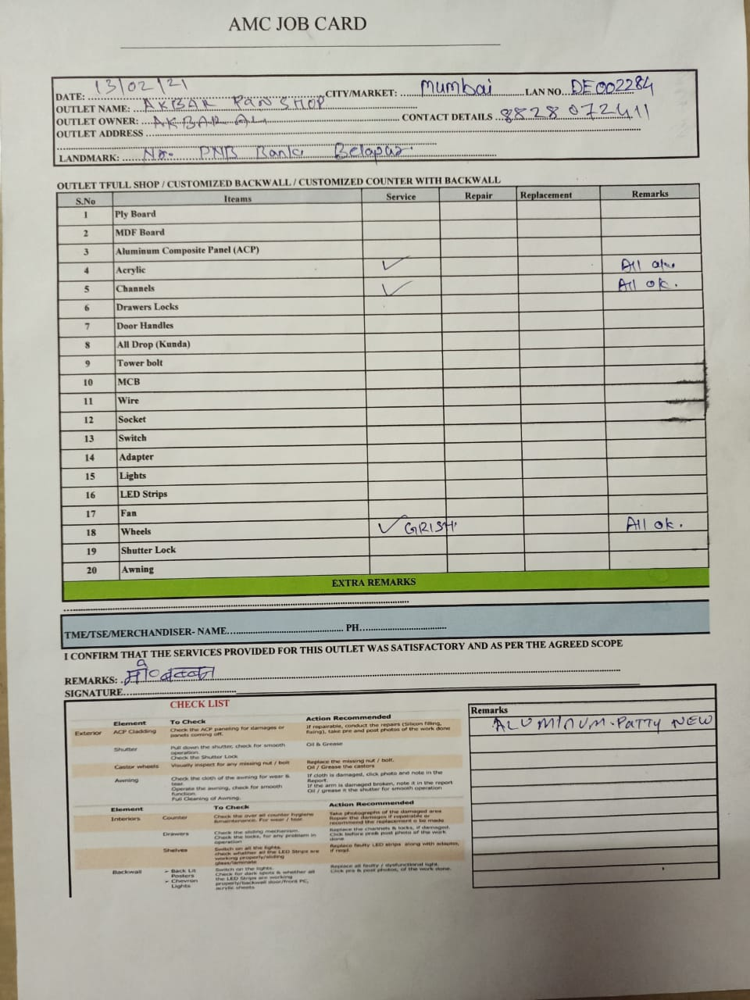 AMC JOB CARD
DATE: 13/02/21 CITY/MARKET: Mumbai LAN NO. DE002284
OUTLET NAME: AKBAR PAN SHOP
OUTLET OWNER: AKBAR AL CONTACT DETAILS 8828072411
OUTLET ADDRESS
LANDMARK: Nr. PNB Bank Belapur.
OUTLET TFULL SHOP / CUSTOMIZED BACKWALL / CUSTOMIZED COUNTER WITH BACKWALL
S.No Iteams Service Repair Replacement Remarks
1 Ply Board
2 MDF Board
3 Aluminum Composite Panel (ACP)
4 Acrylic ✓ All ok.
5 Channels ✓ All ok.
6 Drawers Locks
7 Door Handles
8 All Drop (Kunda)
9 Tower bolt
10 MCB
11 Wire
12 Socket
13 Switch
14 Adapter
15 Lights
16 LED Strips
17 Fan
18 Wheels ✓ GRISH All ok.
19 Shutter Lock
20 Awning
EXTRA REMARKS
TME/TSE/MERCHANDISER- NAME PH
I CONFIRM THAT THE SERVICES PROVIDED FOR THIS OUTLET WAS SATISFACTORY AND AS PER THE AGREED SCOPE
REMARKS:
SIGNATURE
CHECK LIST
Element To Check Action Recommended
Exterior ACP Cladding Check the ACP paneling for damages or If repairable, conduct the repairs (Silicon filling,
panels coming off. fixing), take pre and post photos of the work done
Shutter Pull down the shutter, check for smooth Oil & Grease
operation.
Check the Shutter Lock
Castor wheels Visually inspect for any missing nut / bolt Replace the missing nut / bolt.
Oil / Grease the castors
Awning Check the cloth of the awning for wear & If cloth is damaged, click photo and note in the
tear. Report.
Operate the awning, check for smooth If the arm is damaged broken, note it in the report
function. Oil / grease it the shutter for smooth operation
Full Cleaning of Awning.
Element To Check Action Recommended
Interiors Counter Check the over all counter hygiene Take photographs of the damaged area
&maintenance. For wear / tear. Repair the damages if repairable or
recommend the replacement o be made
Drawers Check the sliding mechanism. Replace the channels & locks, if damaged.
Check the locks, for any problem in Click before pre& post photo of the work
operation done
Shelves Switch on all the lights. Replace faulty LED strips along with adapter,
check whether all the LED Strips are if reqd.
working properly/sliding
glass/laminate
Backwall ➢ Back Lit Switch on the lights. Replace all faulty / dysfunctional light.
Posters Check for dark spots & whether all Click pre & post photos, of the work done.
➢ Chevron the LED Strips are working
Lights properly/backwall door/front PC,
acrylic sheets
Remarks
ALUMINUM.PATTY NEW